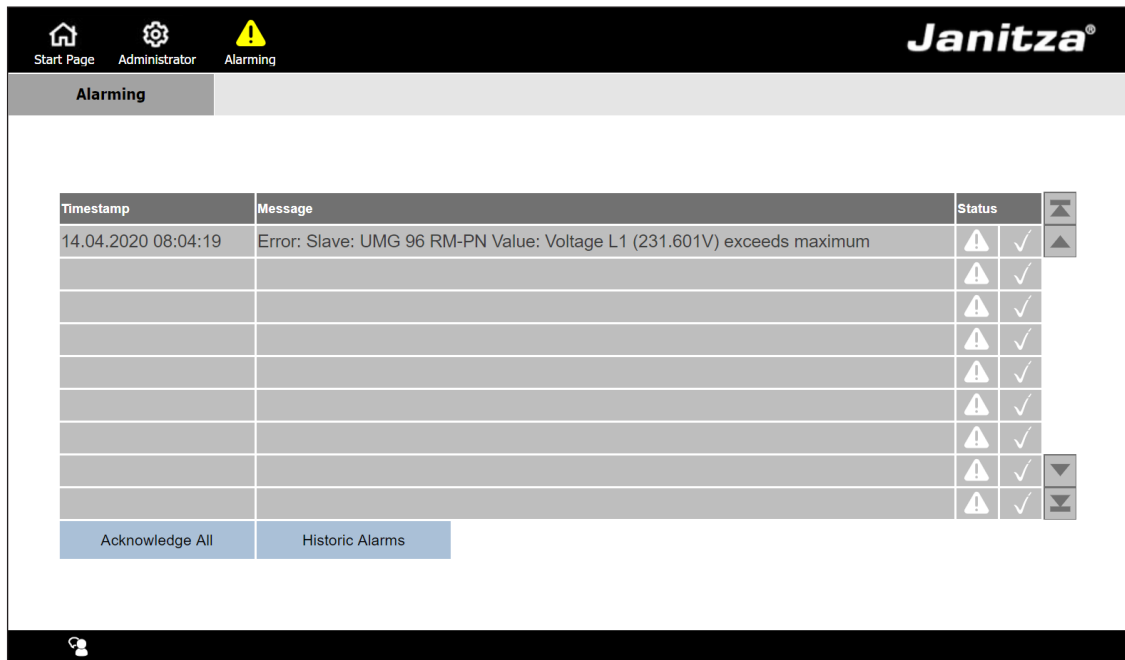 Janitza®
Start Page Administrator Alarming
Alarming
Timestamp Message Status
14.04.2020 08:04:19 Error: Slave: UMG 96 RM-PN Value: Voltage L1 (231.601V) exceeds maximum
Acknowledge All Historic Alarms